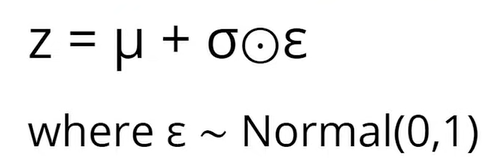 z = μ + σ⊙ε
where ε ~ Normal(0,1)